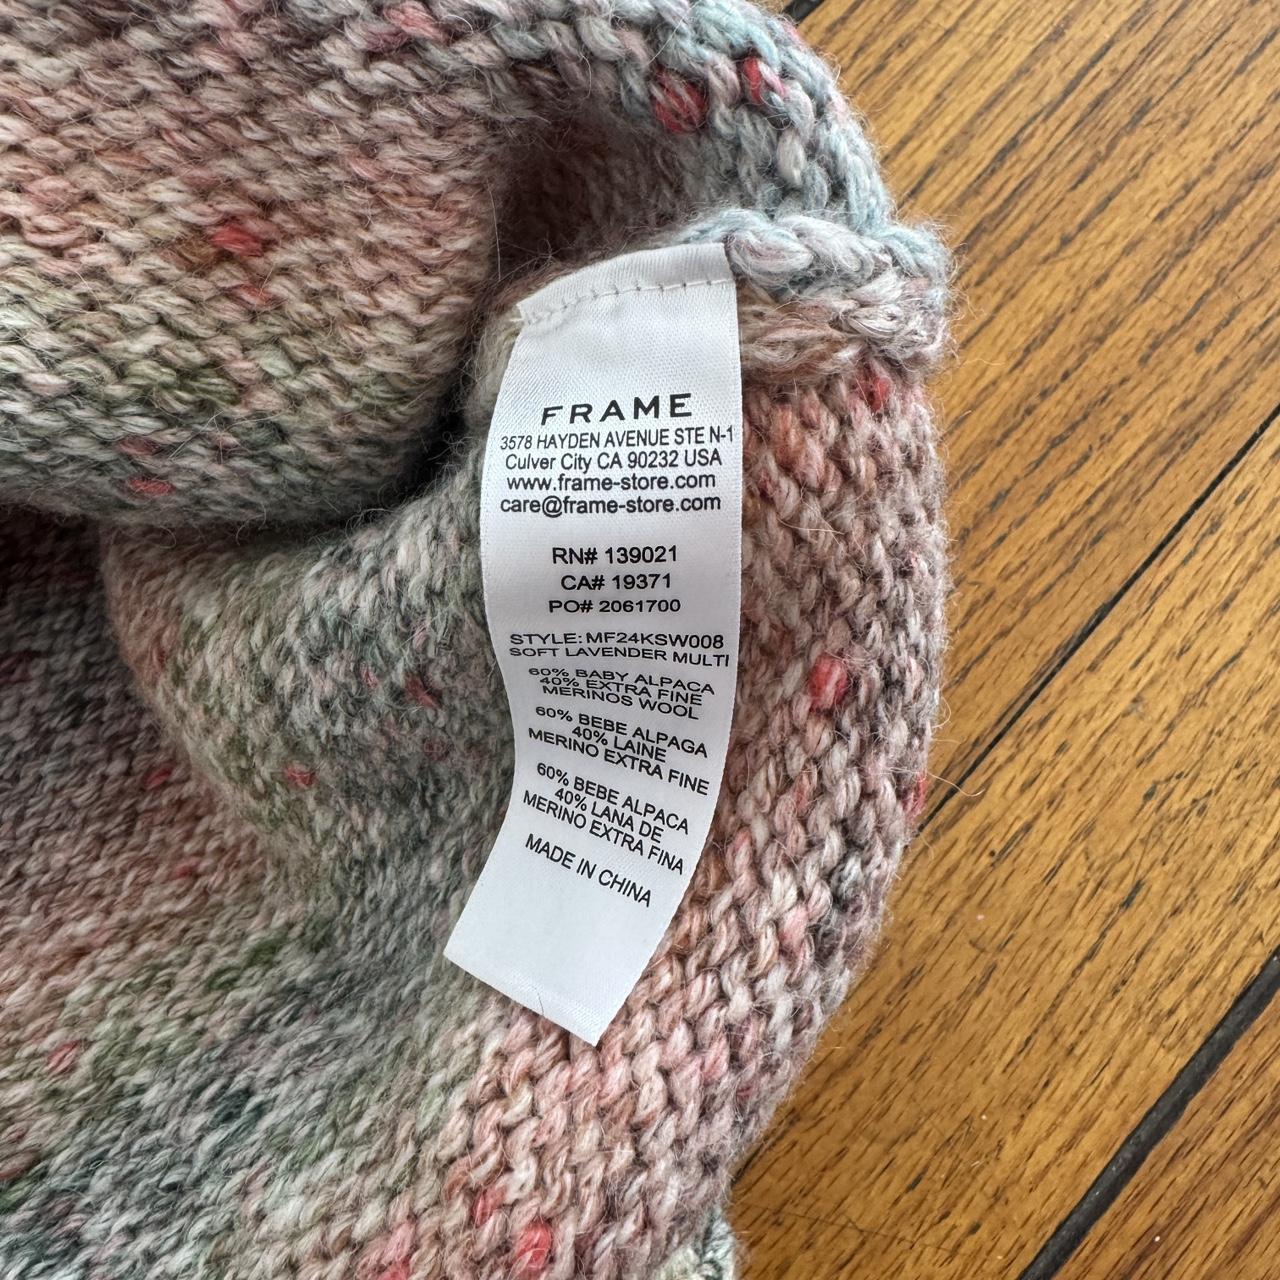 FRAME
3578 HAYDEN AVENUE STE N-1
Culver City CA 90232 USA
www.frame-store.com
care@frame-store.com
RN# 139021
CA# 19371
PO# 2061700
STYLE: MF24KSW008
SOFT LAVENDER MULTI
60% BABY ALPACA
40% EXTRA FINE
MERINOS WOOL
60% BEBE ALPAGA
40% LAINE
MERINO EXTRA FINE
60% BEBE ALPACA
40% LANA DE
MERINO EXTRA FINA
MADE IN CHINA